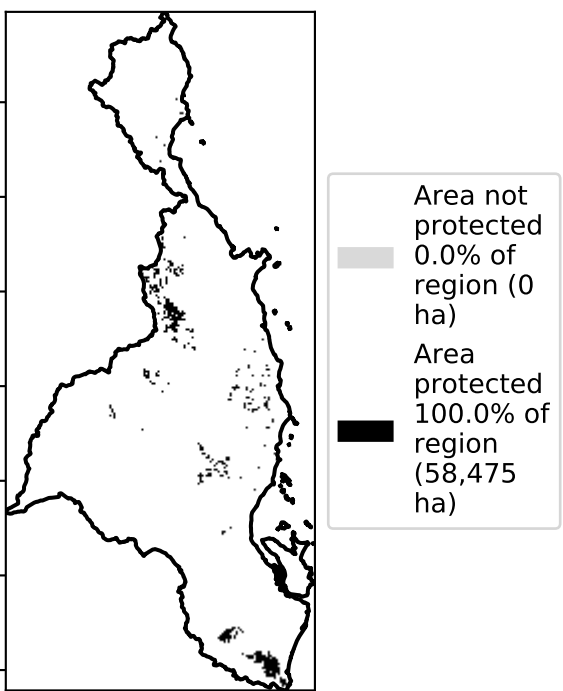 Area not
protected
0.0% of
region (0
ha)
Area
protected
100.0% of
region
(58,475
ha)